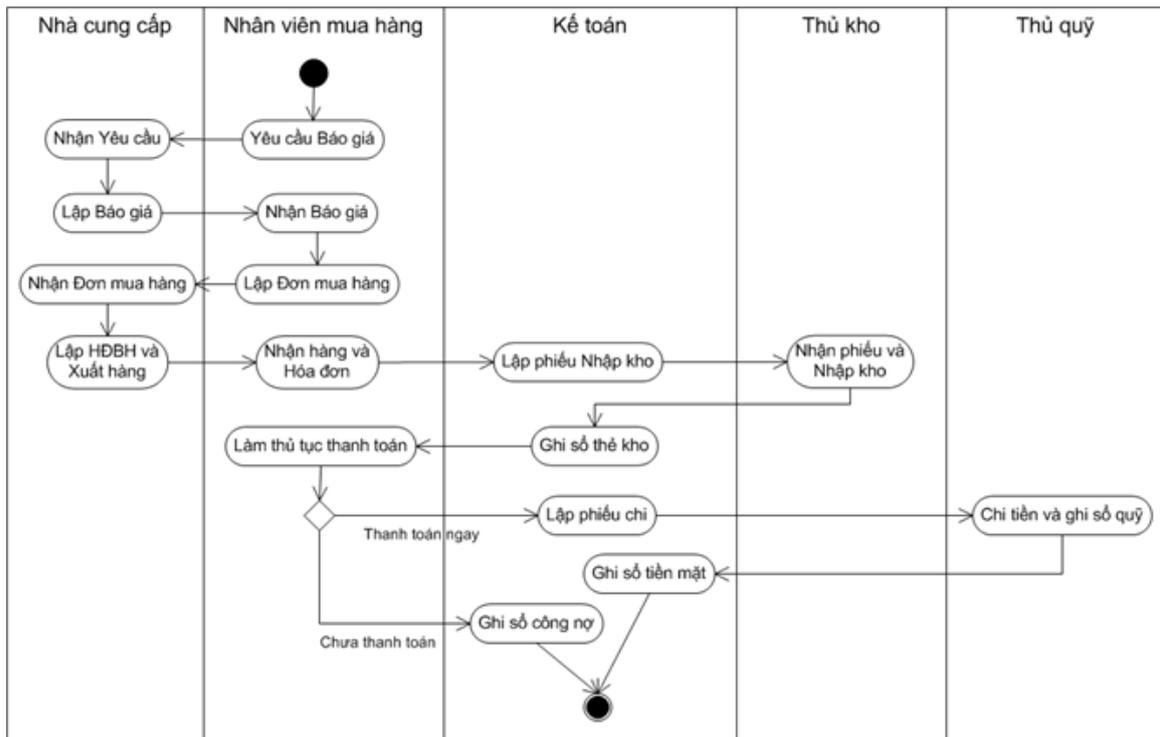 Nhà cung cấp
Nhân viên mua hàng
Kế toán
Thủ kho
Thủ quỹ
Nhận Yêu cầu
Yêu cầu Báo giá
Lập Báo giá
Nhận Báo giá
Nhận Đơn mua hàng
Lập Đơn mua hàng
Lập HĐBH và
Xuất hàng
Nhận hàng và
Hóa đơn
Lập phiếu Nhập kho
Nhận phiếu và
Nhập kho
Làm thủ tục thanh toán
Ghi sổ thẻ kho
Thanh toán ngay
Lập phiếu chi
Chi tiền và ghi sổ quỹ
Ghi sổ tiền mặt
Chưa thanh toán
Ghi sổ công nợ